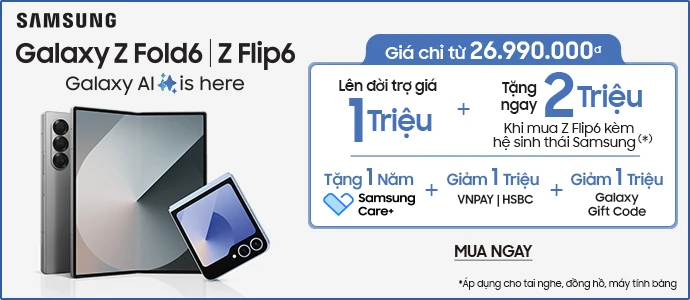 SAMSUNG
Galaxy Z Fold6 | Z Flip6
Galaxy AI is here
Giá chỉ từ 26.990.000đ
Lên đời trợ giá
1 Triệu
+
Tặng ngay 2 Triệu
Khi mua Z Flip6 kèm
hệ sinh thái Samsung (*)
Tặng 1 Năm
Samsung
Care+
+
Giảm 1 Triệu
VNPAY | HSBC
+
Giảm 1 Triệu
Galaxy
Gift Code
MUA NGAY
*Áp dụng cho tai nghe, đồng hồ, máy tính bảng